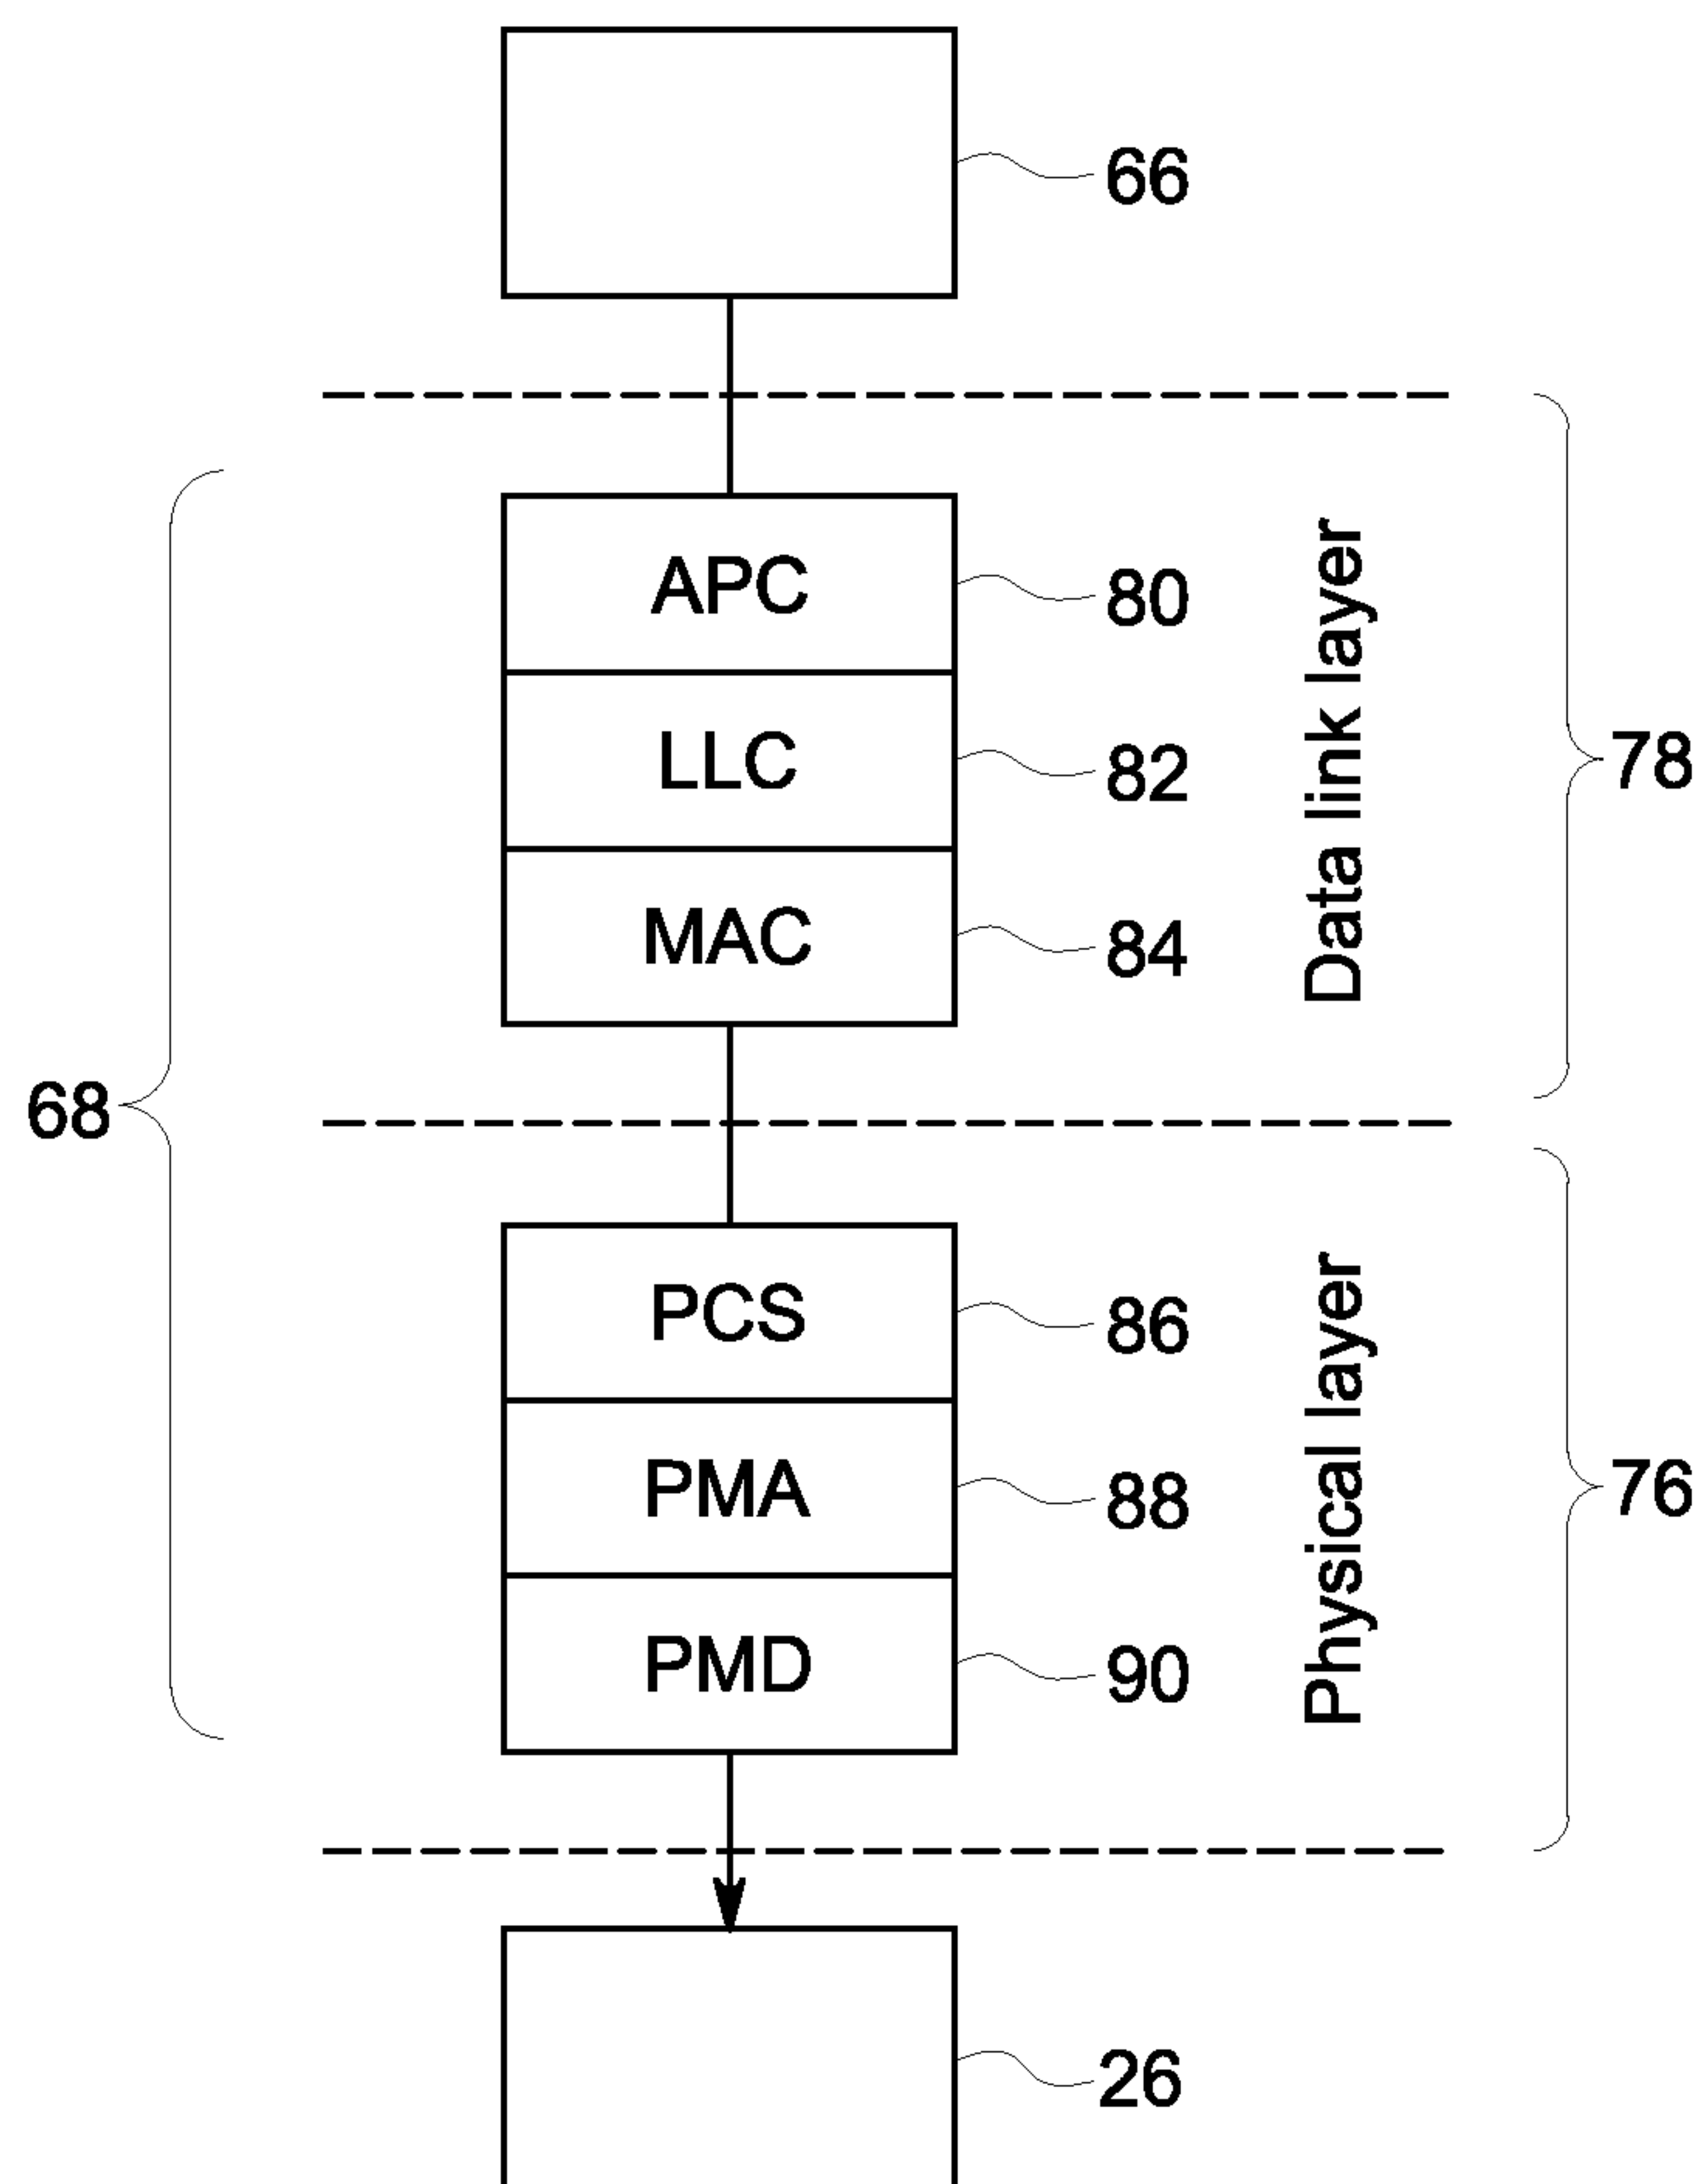 66
APC
80
LLC
82
MAC
84
Data link layer
78
68
PCS
86
PMA
88
PMD
90
Physical layer
76
26